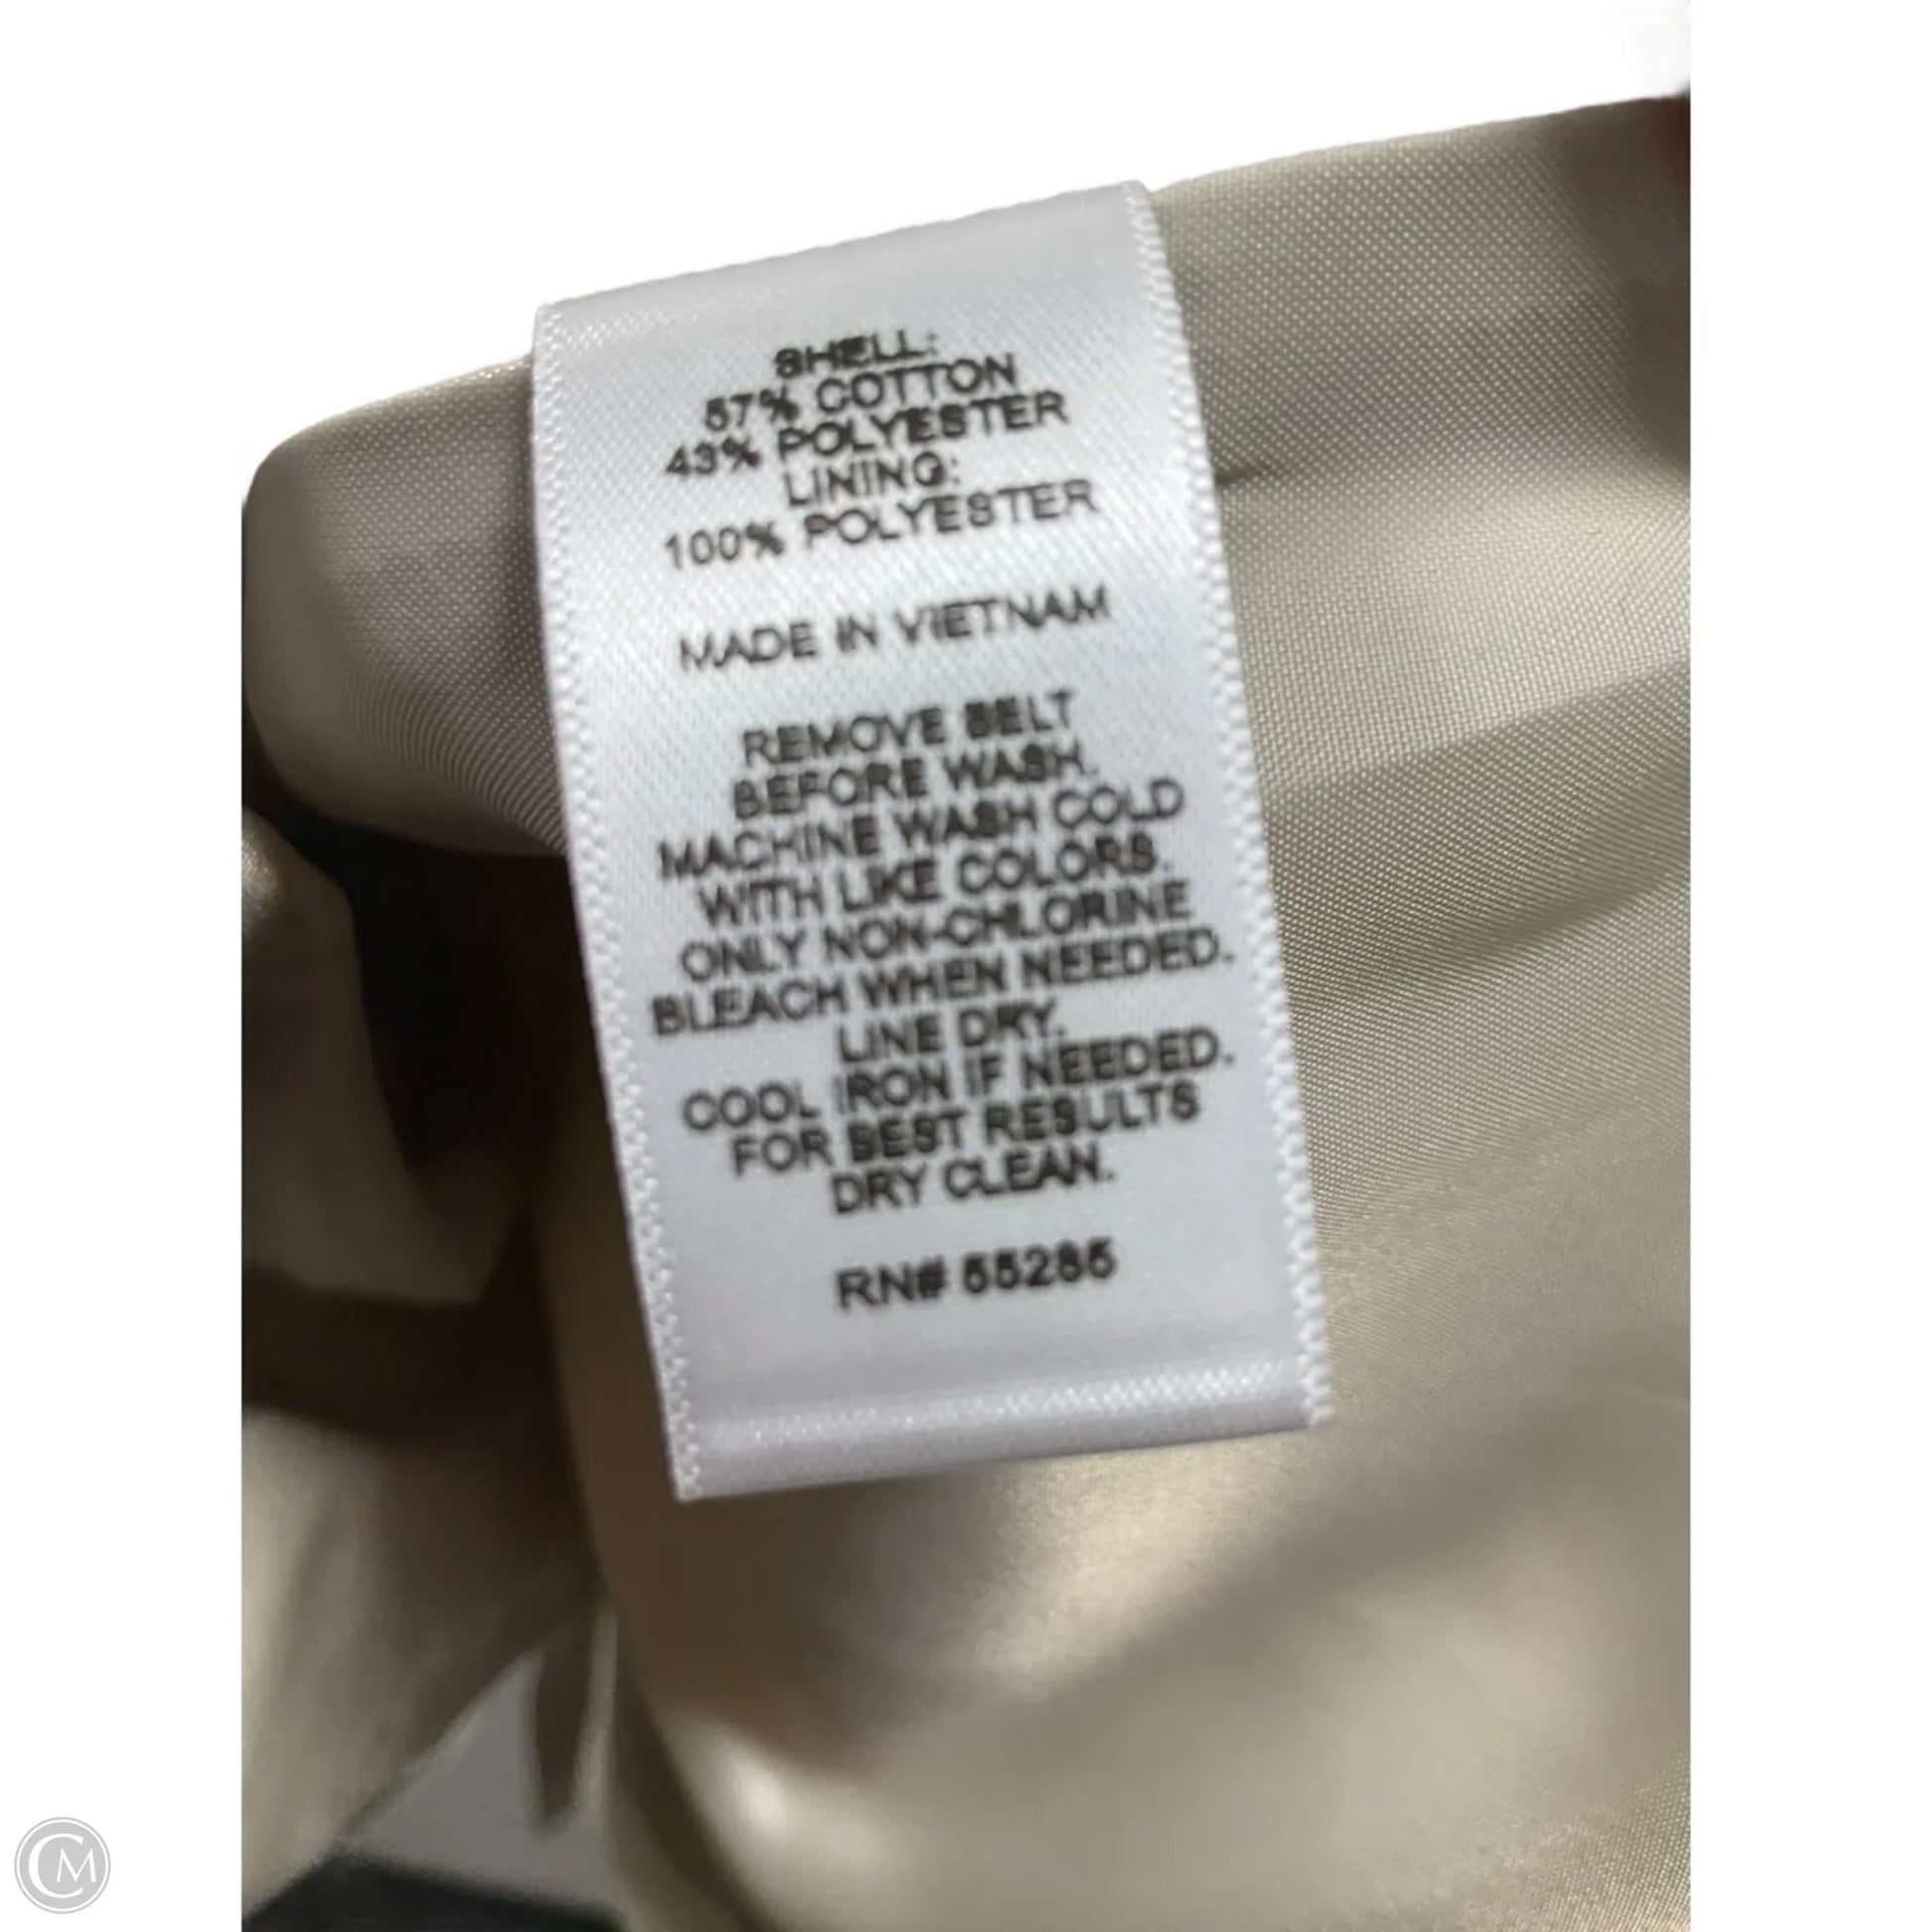 SHELL:
57% COTTON
43% POLYESTER
LINING:
100% POLYESTER
MADE IN VIETNAM
REMOVE BELT
BEFORE WASH.
MACHINE WASH COLD
WITH LIKE COLORS.
ONLY NON-CHLORINE
BLEACH WHEN NEEDED.
LINE DRY.
COOL IRON IF NEEDED.
FOR BEST RESULTS
DRY CLEAN.
RN# 55285
CM